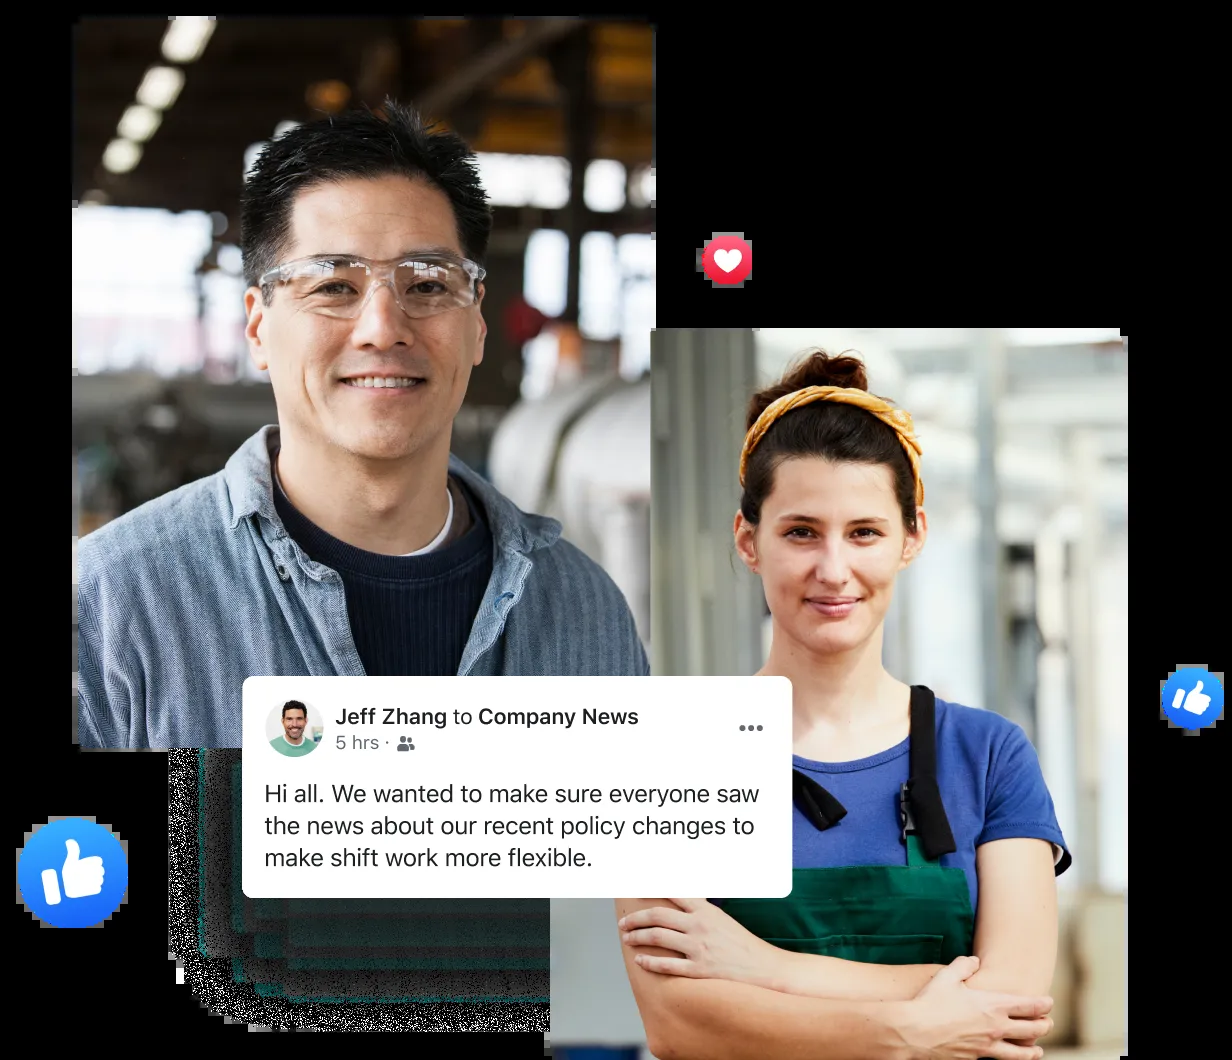 Jeff Zhang to Company News
5 hrs ·
Hi all. We wanted to make sure everyone saw
the news about our recent policy changes to
make shift work more flexible.